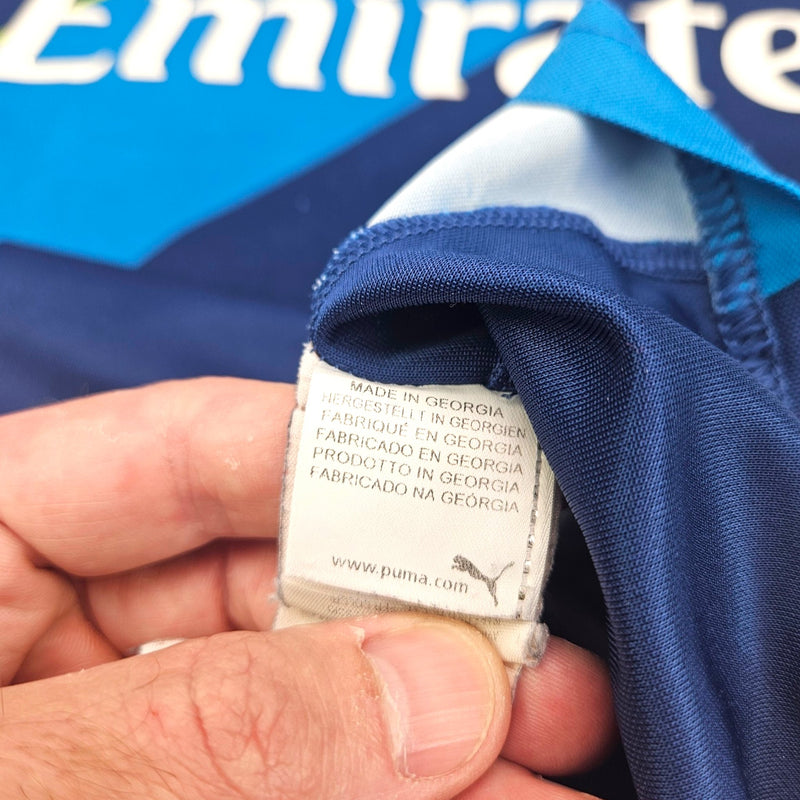 Emirate
MADE IN GEORGIA
HERGESTELLT IN GEORGIEN
FABRIQUÉ EN GEORGIA
FABRICADO EN GEORGIA
PRODOTTO IN GEORGIA
FABRICADO NA GEÓRGIA
www.puma.com